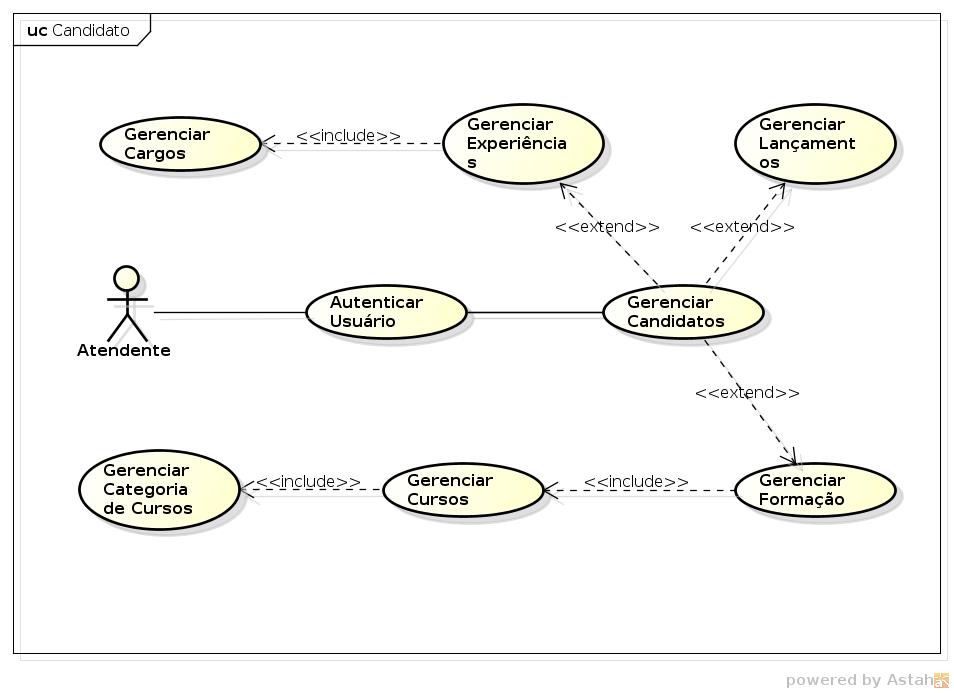 uc Candidato
Gerenciar
Cargos
<<include>>
Gerenciar
Experiência
s
Gerenciar
Lançament
os
<<extend>>
<<extend>>
Atendente
Autenticar
Usuário
Gerenciar
Candidatos
<<extend>>
Gerenciar
Categoria
de Cursos
<<include>>
Gerenciar
Cursos
<<include>>
Gerenciar
Formação
powered by Astah